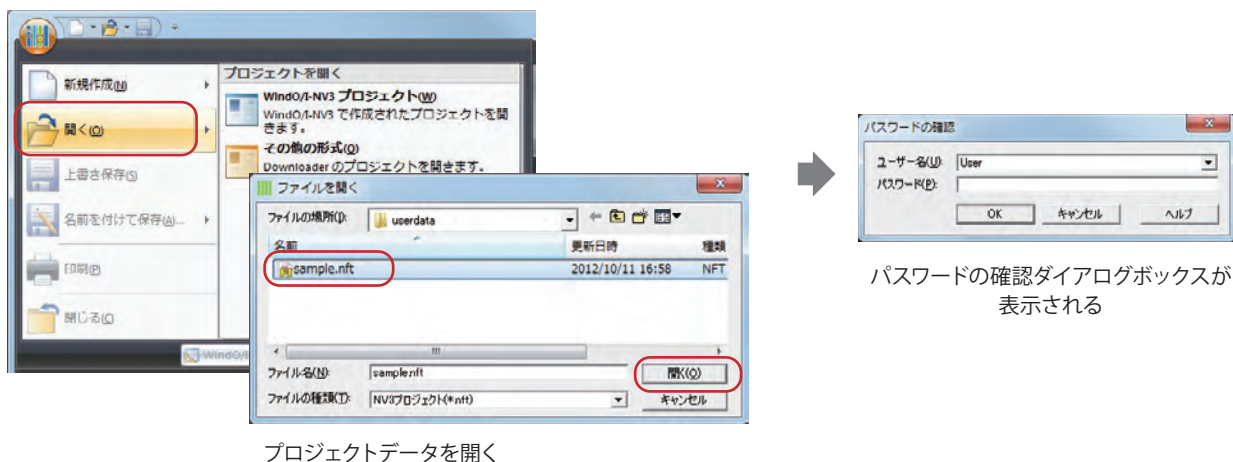 新規作成(N)
開く(O)
上書き保存(S)
名前を付けて保存(A)...
印刷(P)
閉じる(C)
プロジェクトを開く
WindO/I-NV3 プロジェクト(W)
WindO/I-NV3 で作成されたプロジェクトを開
きます。
その他の形式(O)
Downloader のプロジェクトを開きます。
WindO/I
ファイルを開く
ファイルの場所(I):
userdata
名前
更新日時
種類
sample.nft
2012/10/11 16:58
NFT
ファイル名(N):
sample.nft
開く(O)
ファイルの種類(T):
NV3プロジェクト(*.nft)
キャンセル
プロジェクトデータを開く
パスワードの確認
ユーザー名(U):
User
パスワード(P):
OK
キャンセル
ヘルプ
パスワードの確認ダイアログボックスが
表示される